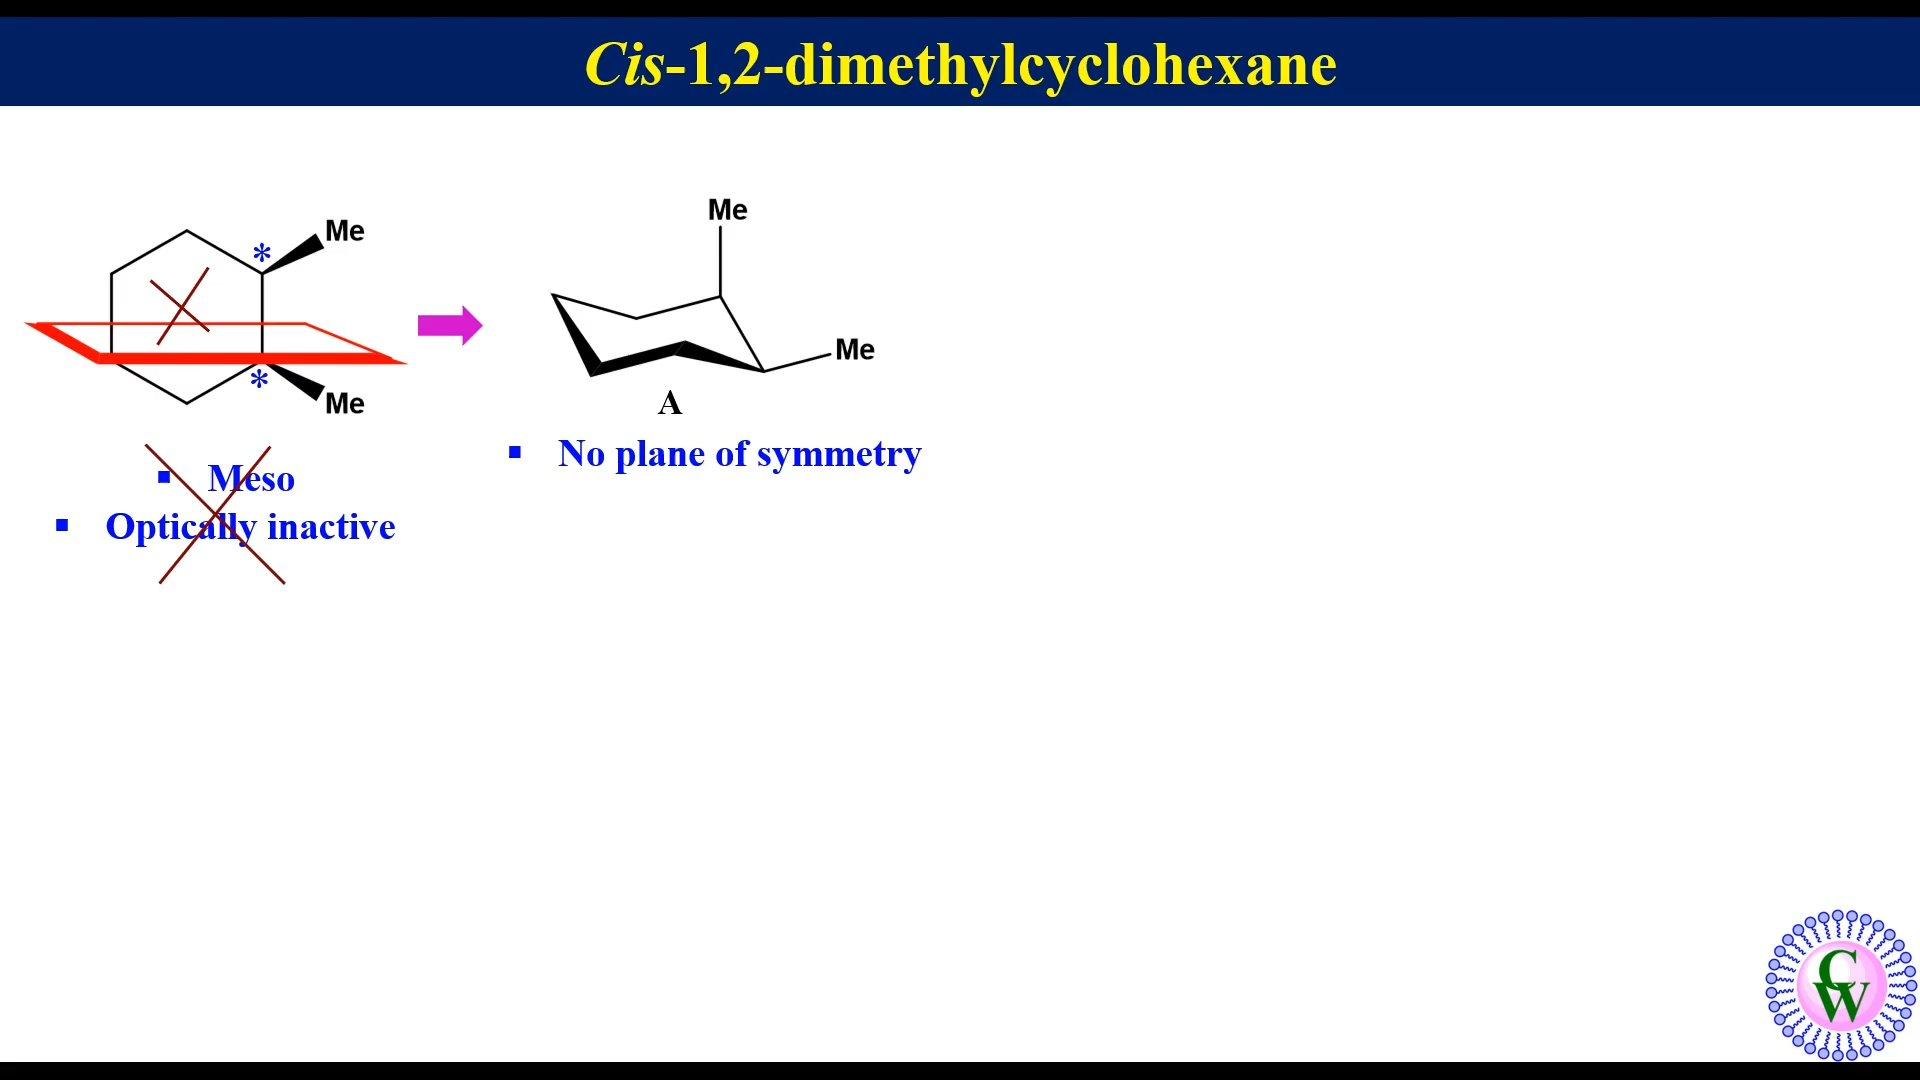 Cis-1,2-dimethylcyclohexane
Me
*
*
Me
Me
Me
A
▪ No plane of symmetry
▪ Meso
▪ Optically inactive
CW